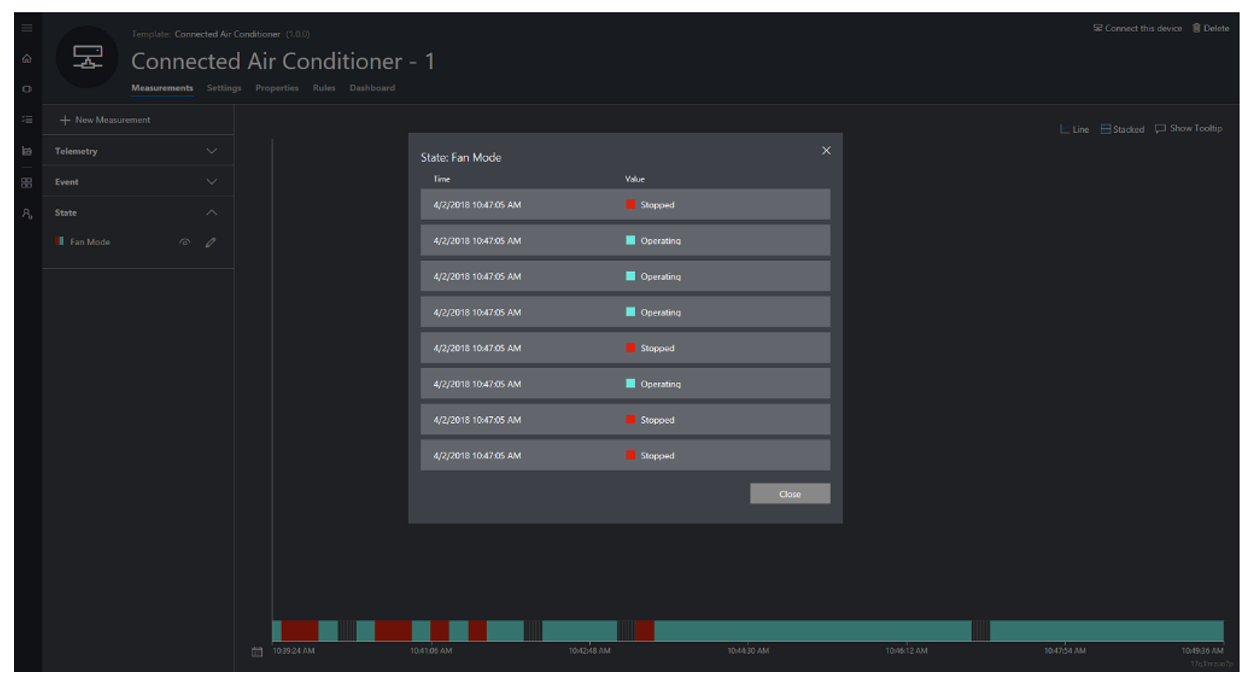 Template: Connected Air Conditioner (1.0.0)
Connect this device Delete
Connected Air Conditioner - 1
Measurements Settings Properties Rules Dashboard
New Measurement
Telemetry
Event
State
Fan Mode
Line Stacked Show Tooltip
State: Fan Mode
Time Value
4/2/2018 10:47:05 AM Stopped
4/2/2018 10:47:05 AM Operating
4/2/2018 10:47:05 AM Operating
4/2/2018 10:47:05 AM Operating
4/2/2018 10:47:05 AM Stopped
4/2/2018 10:47:05 AM Operating
4/2/2018 10:47:05 AM Stopped
4/2/2018 10:47:05 AM Stopped
Close
10:39:24 AM 10:41:06 AM 10:42:48 AM 10:44:30 AM 10:46:12 AM 10:47:54 AM 10:49:36 AM